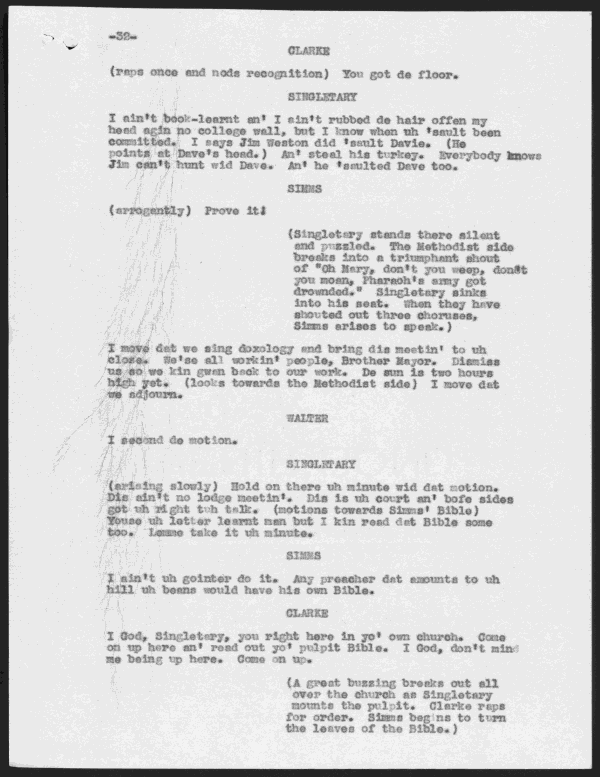 -32-
CLARKE
(raps once and nods recognition) You got de floor.
SINGLETARY
I ain't book-learnt an' I ain't rubbed de hair offen my
head agin no college wall, but I know when uh 'sault been
committed. I says Jim Weston did 'sault Davie. (He
points at Dave's head.) An' steal his turkey. Everybody knows
Jim can't hunt wid Dave. An' he 'saulted Dave too.
SIMMS
(arrogantly) Prove it!
(Singletary stands there silent
and puzzled. The Methodist side
breaks into a triumphant shout
of "Oh Mary, don't you weep, don't
you moan, Pharaoh's army got
drownded." Singletary sinks
into his seat. When they have
shouted out three choruses,
Simms arises to speak.)
I move dat we sing doxology and bring dis meetin' to uh
close. We'se all workin' people, Brother Mayor. Dismiss
us so we kin gwan back to our work. De sun is two hours
high yet. (looks towards the Methodist side) I move dat
we adjourn.
WALTER
I second de motion.
SINGLETARY
(arising slowly) Hold on there uh minute wid dat motion.
Dis ain't no lodge meetin'. Dis is uh court an' bofe sides
got uh right tuh talk. (motions towards Simms' Bible)
Youse uh letter learnt man but I kin read dat Bible some
too. Lemme take it uh minute.
SIMMS
I ain't uh gointer do it. Any preacher dat amounts to uh
hill uh beans would have his own Bible.
CLARKE
I God, Singletary, you right here in yo' own church. Come
on up here an' read out yo' pulpit Bible. I God, don't mind
me being up here. Come on up.
(A great buzzing breaks out all
over the church as Singletary
mounts the pulpit. Clarke raps
for order. Simms begins to turn
the leaves of the Bible.)